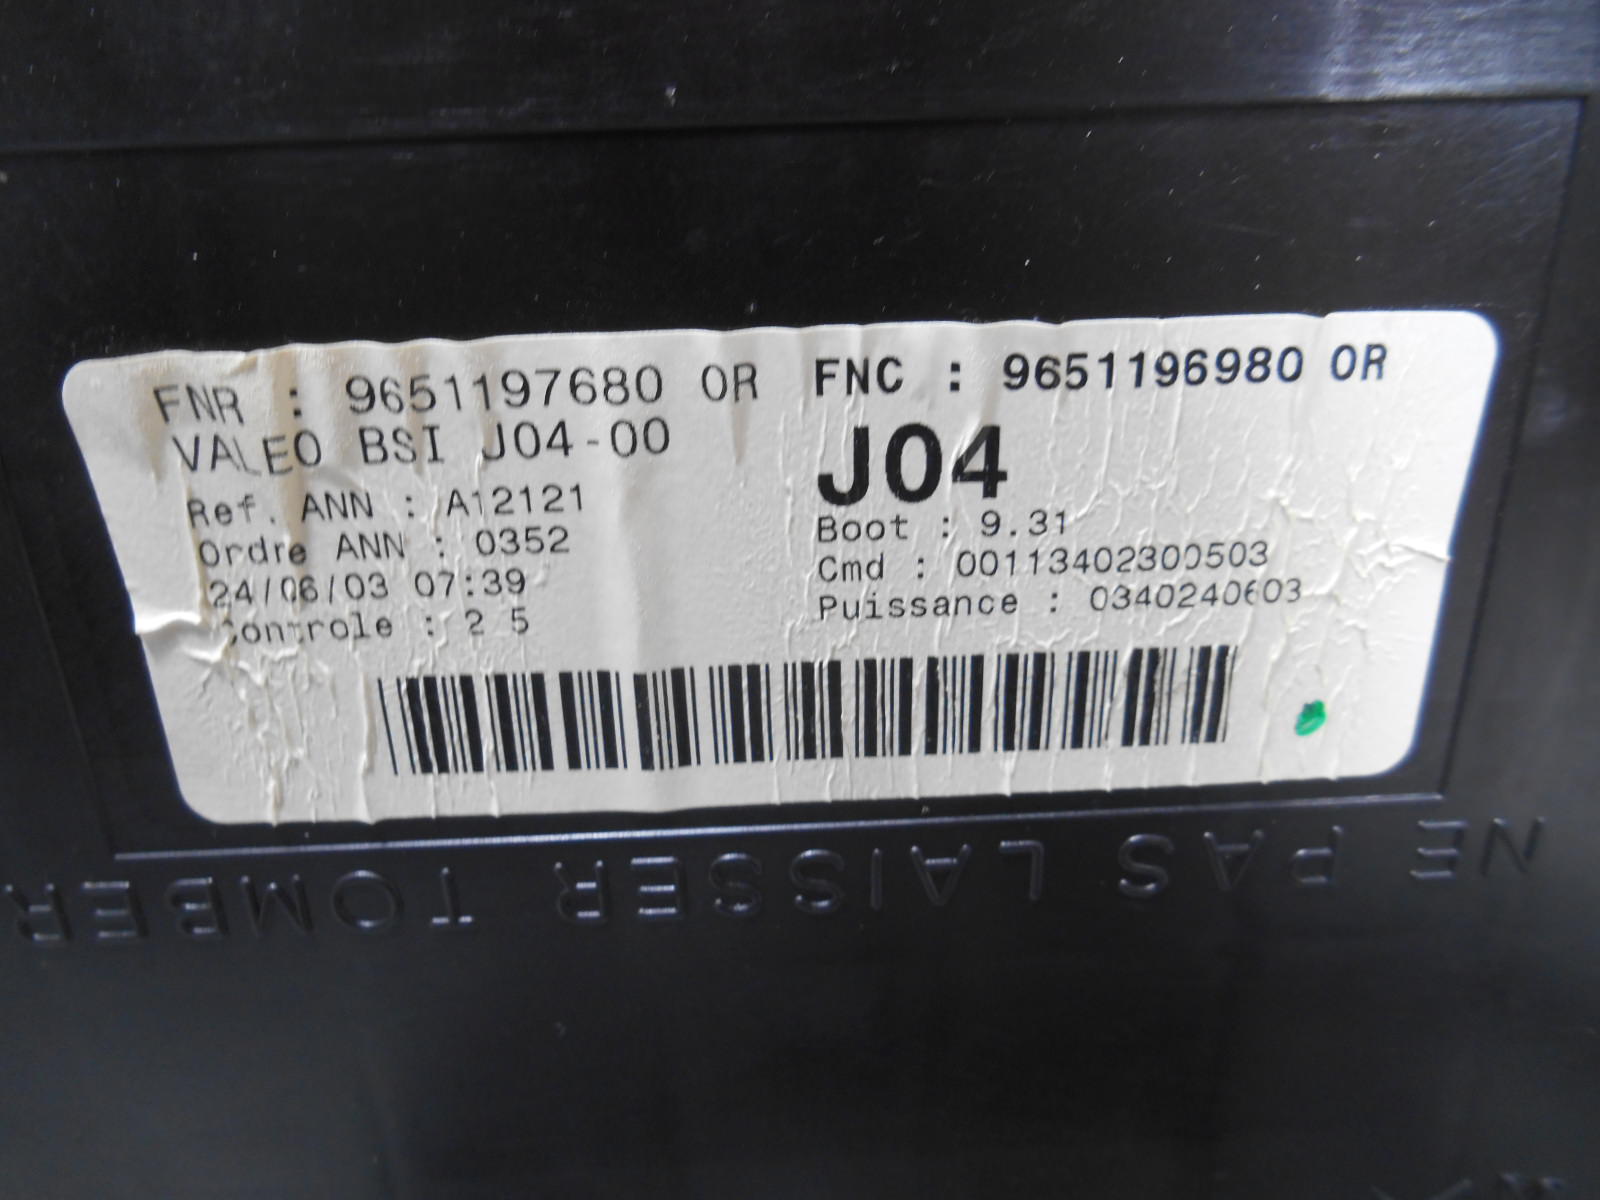 FNR : 9651197680 0R
VALEO BSI J04-00
Ref. ANN : A12121
Ordre ANN : 0352
24/06/03 07:39
Controle : 2 5
FNC : 9651196980 0R
J04
Boot : 9.31
Cmd : 00113402300503
Puissance : 0340240603
NE PAS LAISSER TOMBER